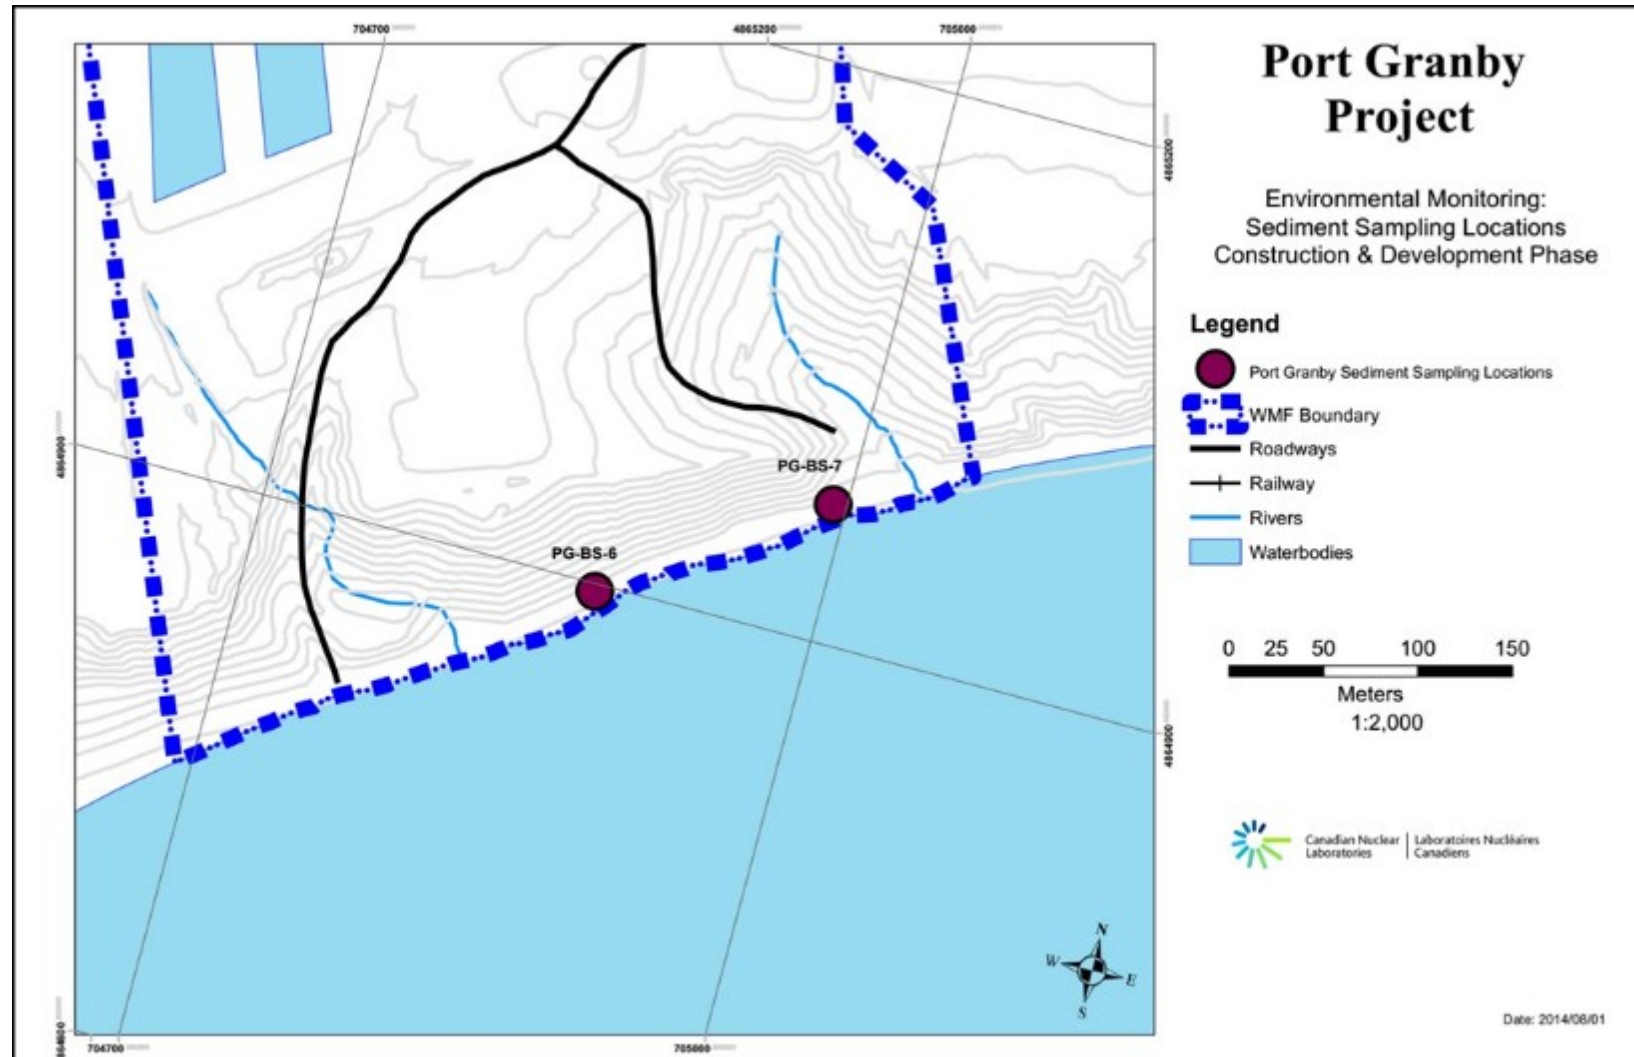 Port Granby
Project
Environmental Monitoring:
Sediment Sampling Locations
Construction & Development Phase
Legend
Port Granby Sediment Sampling Locations
WMF Boundary
Roadways
Railway
Rivers
Waterbodies
0 25 50 100 150
Meters
1:2,000
Canadian Nuclear Laboratories
Laboratoires Nucléaires Canadiens
Date: 2014/08/01
704700
4865200
705000
4865200
4864900
PG-BS-7
PG-BS-6
4864900
704700
705000
N
W
E
S